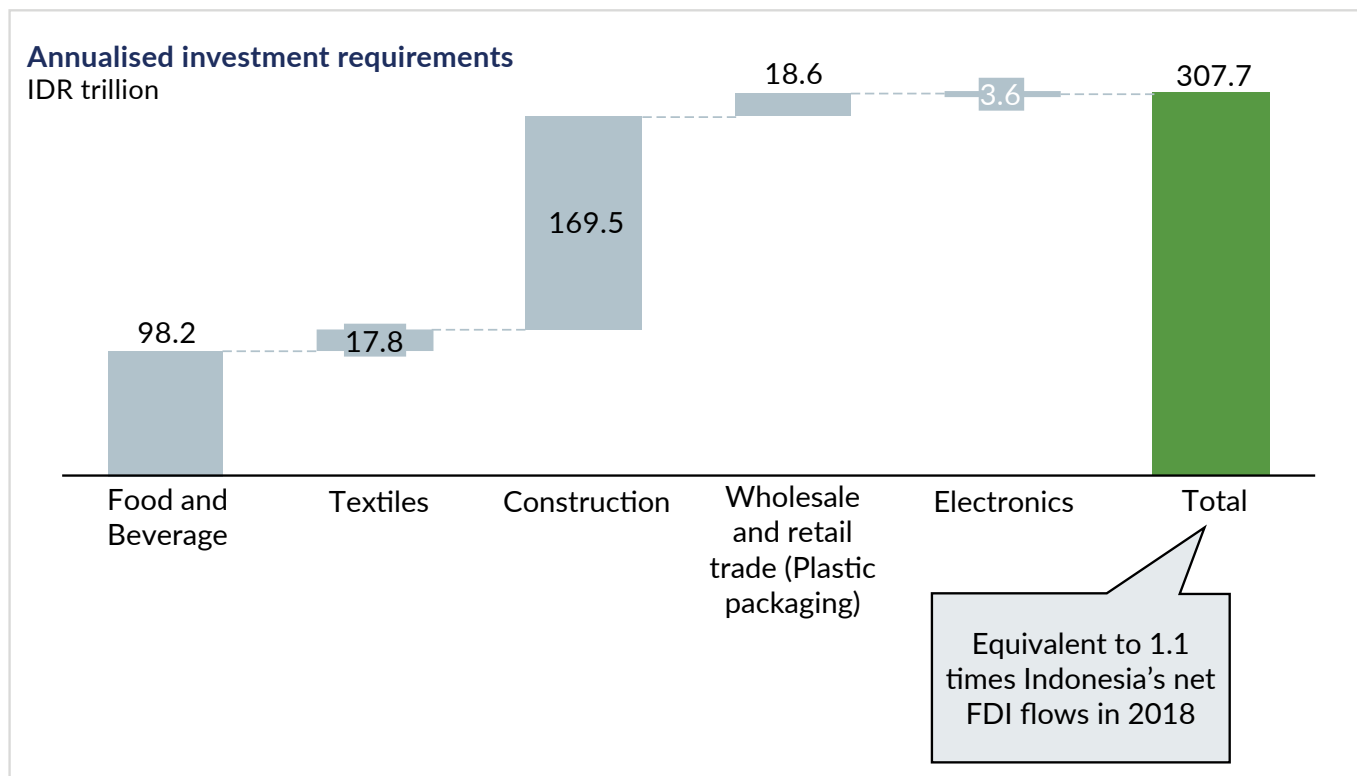 Annualised investment requirements
IDR trillion
98.2
17.8
169.5
18.6
3.6
307.7
Food and
Beverage
Textiles
Construction
Wholesale
and retail
trade (Plastic
packaging)
Electronics
Total
Equivalent to 1.1
times Indonesia’s net
FDI flows in 2018